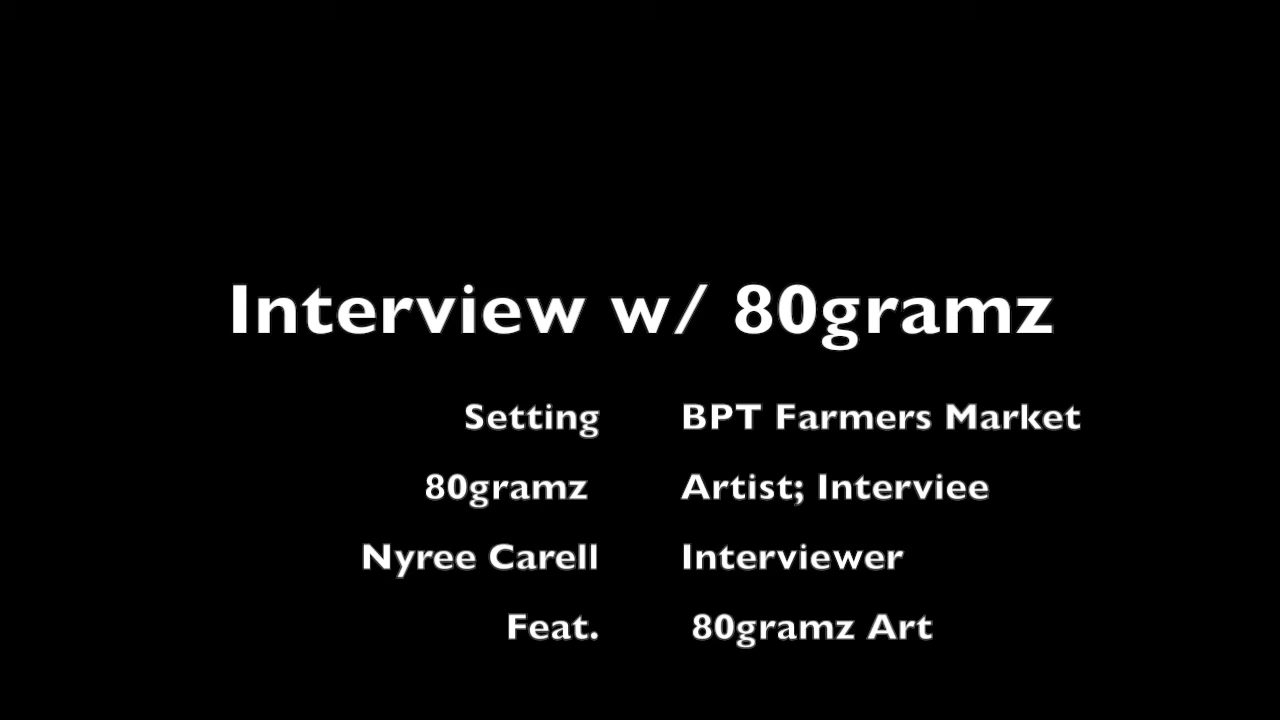 Interview w/ 80gramz
Setting BPT Farmers Market
80gramz Artist; Interviee
Nyree Carell Interviewer
Feat. 80gramz Art